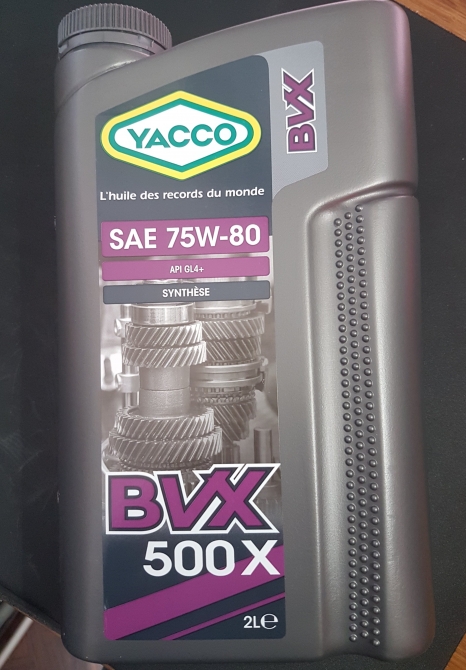 YACCO
BVX
L'huile des records du monde
SAE 75W-80
API GL4+
SYNTHÈSE
BVX
500 X
2L℮